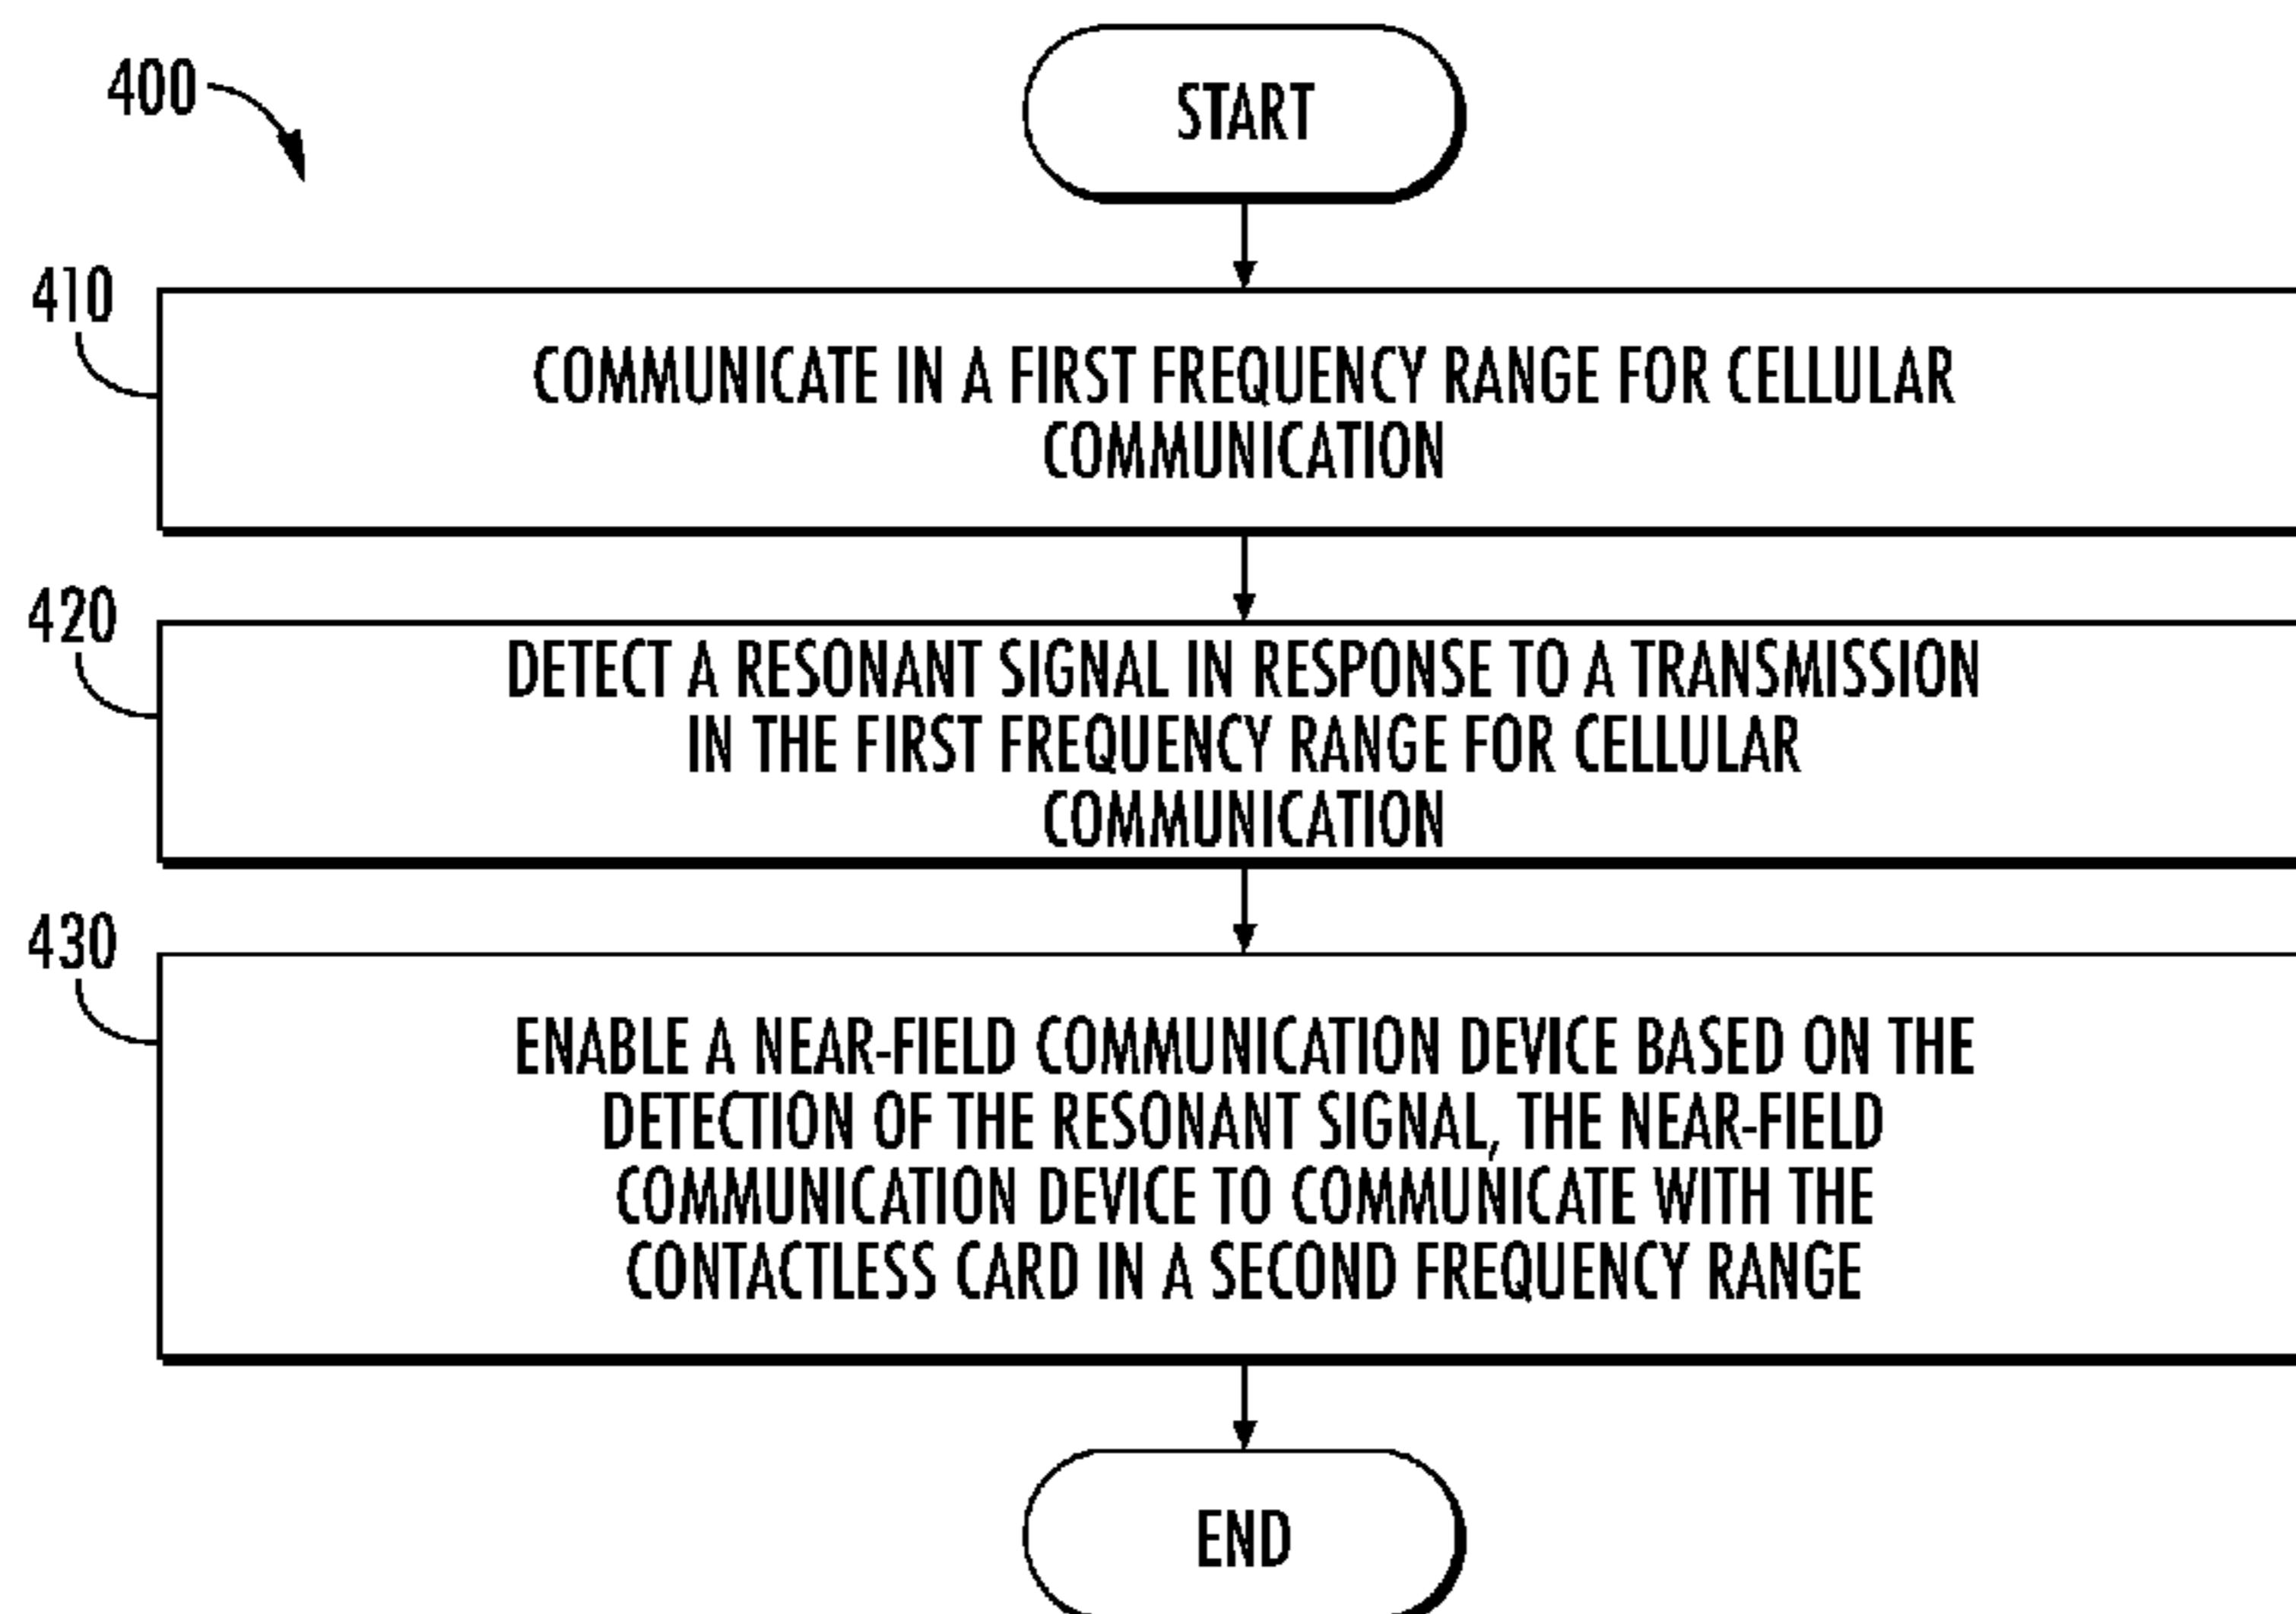 400
START
410
COMMUNICATE IN A FIRST FREQUENCY RANGE FOR CELLULAR
COMMUNICATION
420
DETECT A RESONANT SIGNAL IN RESPONSE TO A TRANSMISSION
IN THE FIRST FREQUENCY RANGE FOR CELLULAR
COMMUNICATION
430
ENABLE A NEAR-FIELD COMMUNICATION DEVICE BASED ON THE
DETECTION OF THE RESONANT SIGNAL, THE NEAR-FIELD
COMMUNICATION DEVICE TO COMMUNICATE WITH THE
CONTACTLESS CARD IN A SECOND FREQUENCY RANGE
END